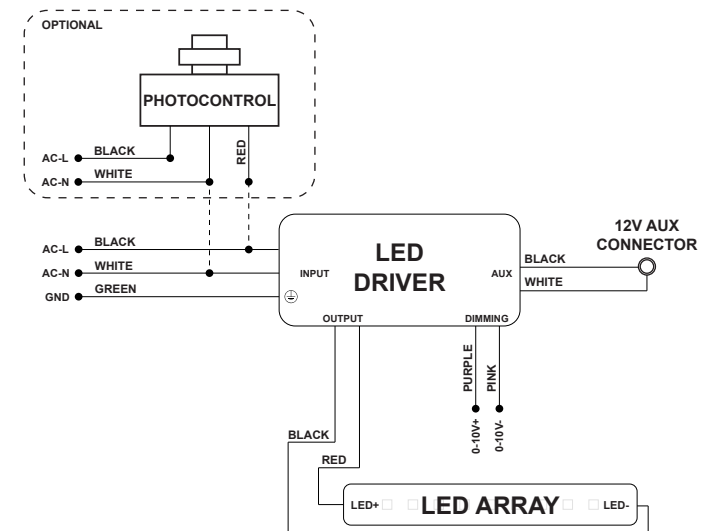 OPTIONAL
PHOTOCONTROL
AC-L BLACK
AC-N WHITE
RED
AC-L BLACK
AC-N WHITE
GND GREEN
INPUT
LED
DRIVER
AUX
12V AUX
CONNECTOR
BLACK
WHITE
OUTPUT
DIMMING
PURPLE
PINK
0-10V+
0-10V-
BLACK
RED
LED+ LED ARRAY LED-